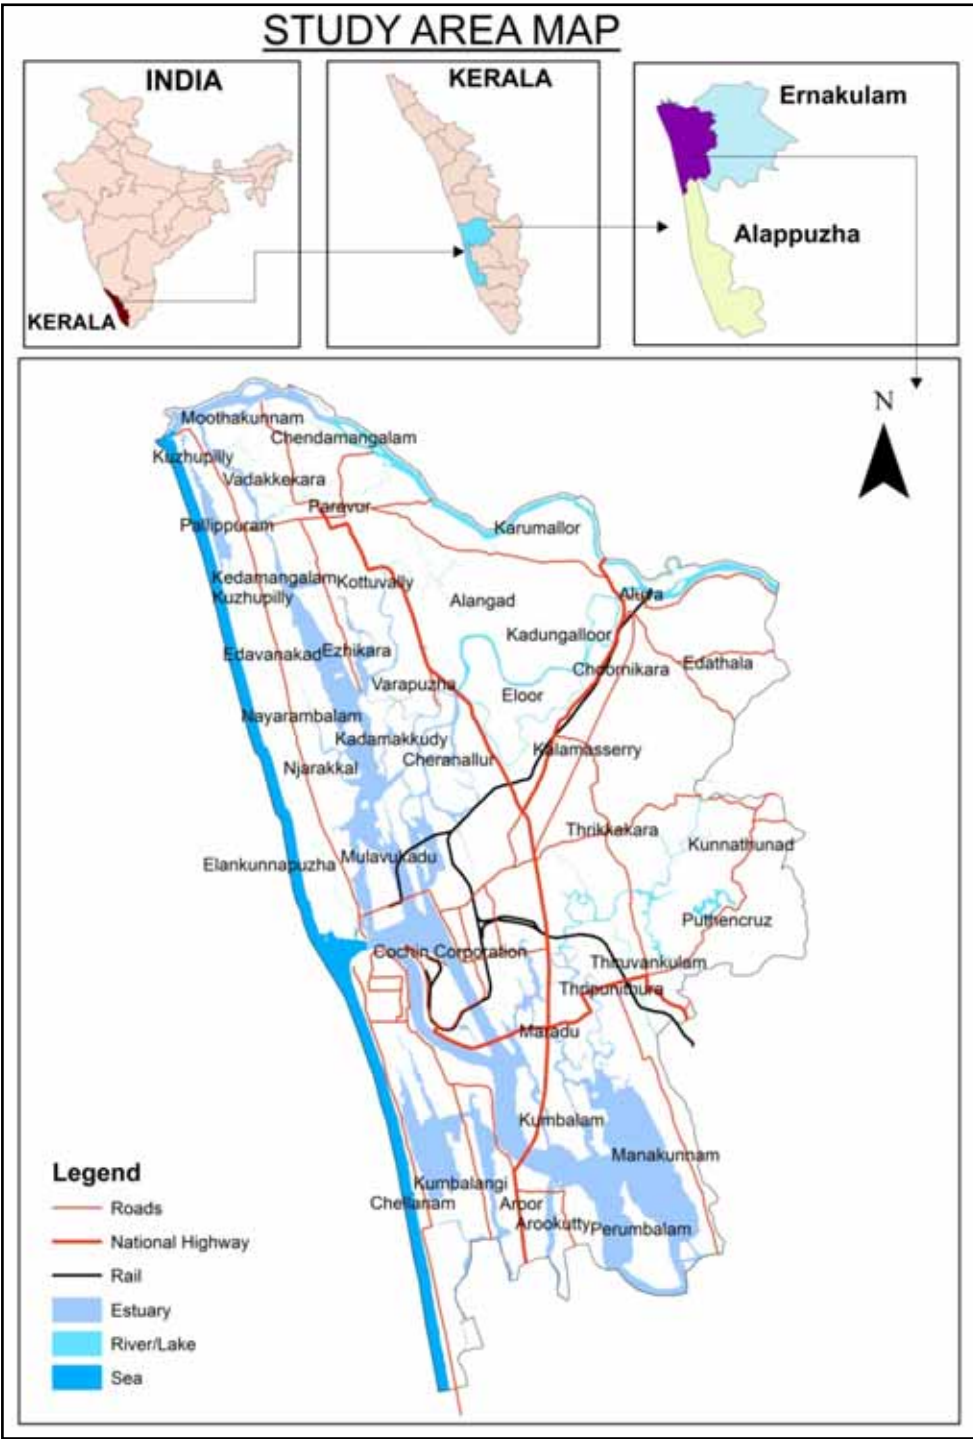 STUDY AREA MAP
INDIA
KERALA
KERALA
Ernakulam
Alappuzha
N
Moothakunnam
Chendamangalam
Kuzhupilly
Vadakkekara
Paravur
Pallippuram
Karumallor
Kedamangalam
Kottuvally
Kuzhupilly
Alangad
Aluva
Kadungalloor
Edavanakad
Ezhikara
Choornikara
Edathala
Varapuzha
Eloor
Nayarambalam
Kadamakkudy
Cheranallur
Kalamasserry
Njarakkal
Thrikkakara
Kunnathunad
Elankunnapuzha
Mulavukadu
Puthencruz
Cochin Corporation
Thiruvankulam
Thripunithura
Maradu
Kumbalam
Manakunnam
Kumbalangi
Chellanam
Aroor
Arookutty
Perumbalam
Legend
Roads
National Highway
Rail
Estuary
River/Lake
Sea